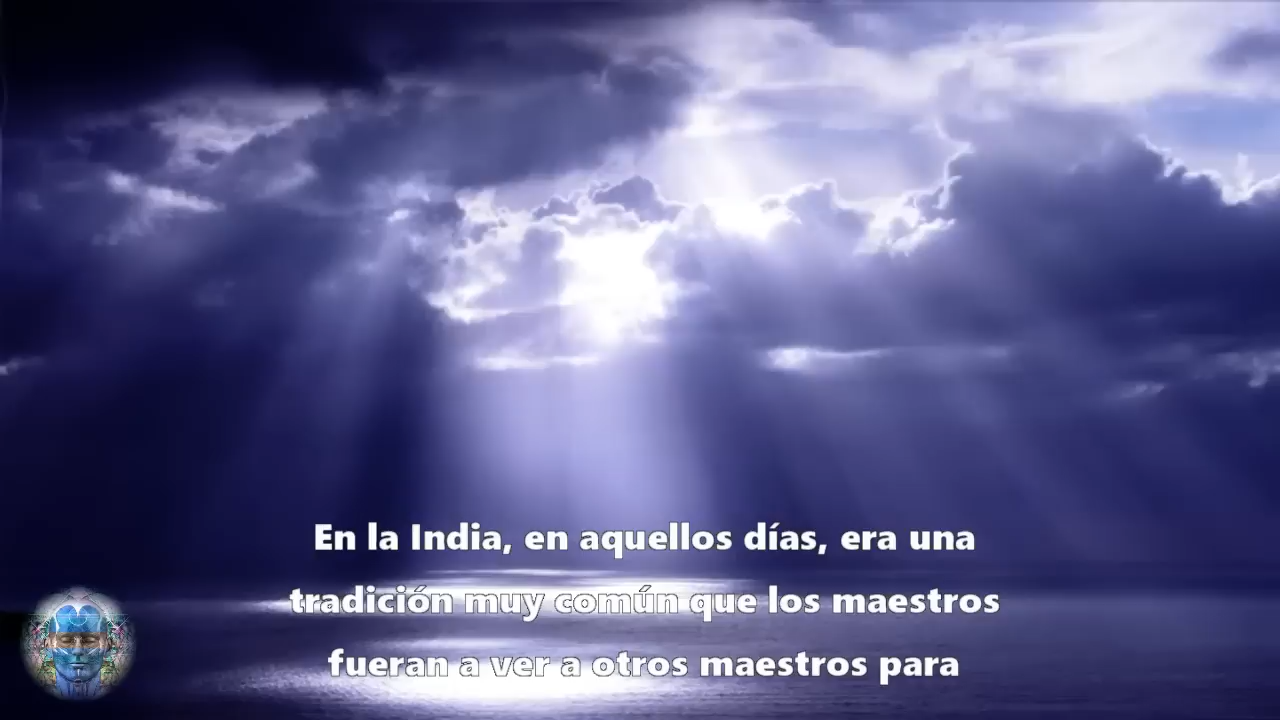 En la India, en aquellos días, era una
tradición muy común que los maestros
fueran a ver a otros maestros para